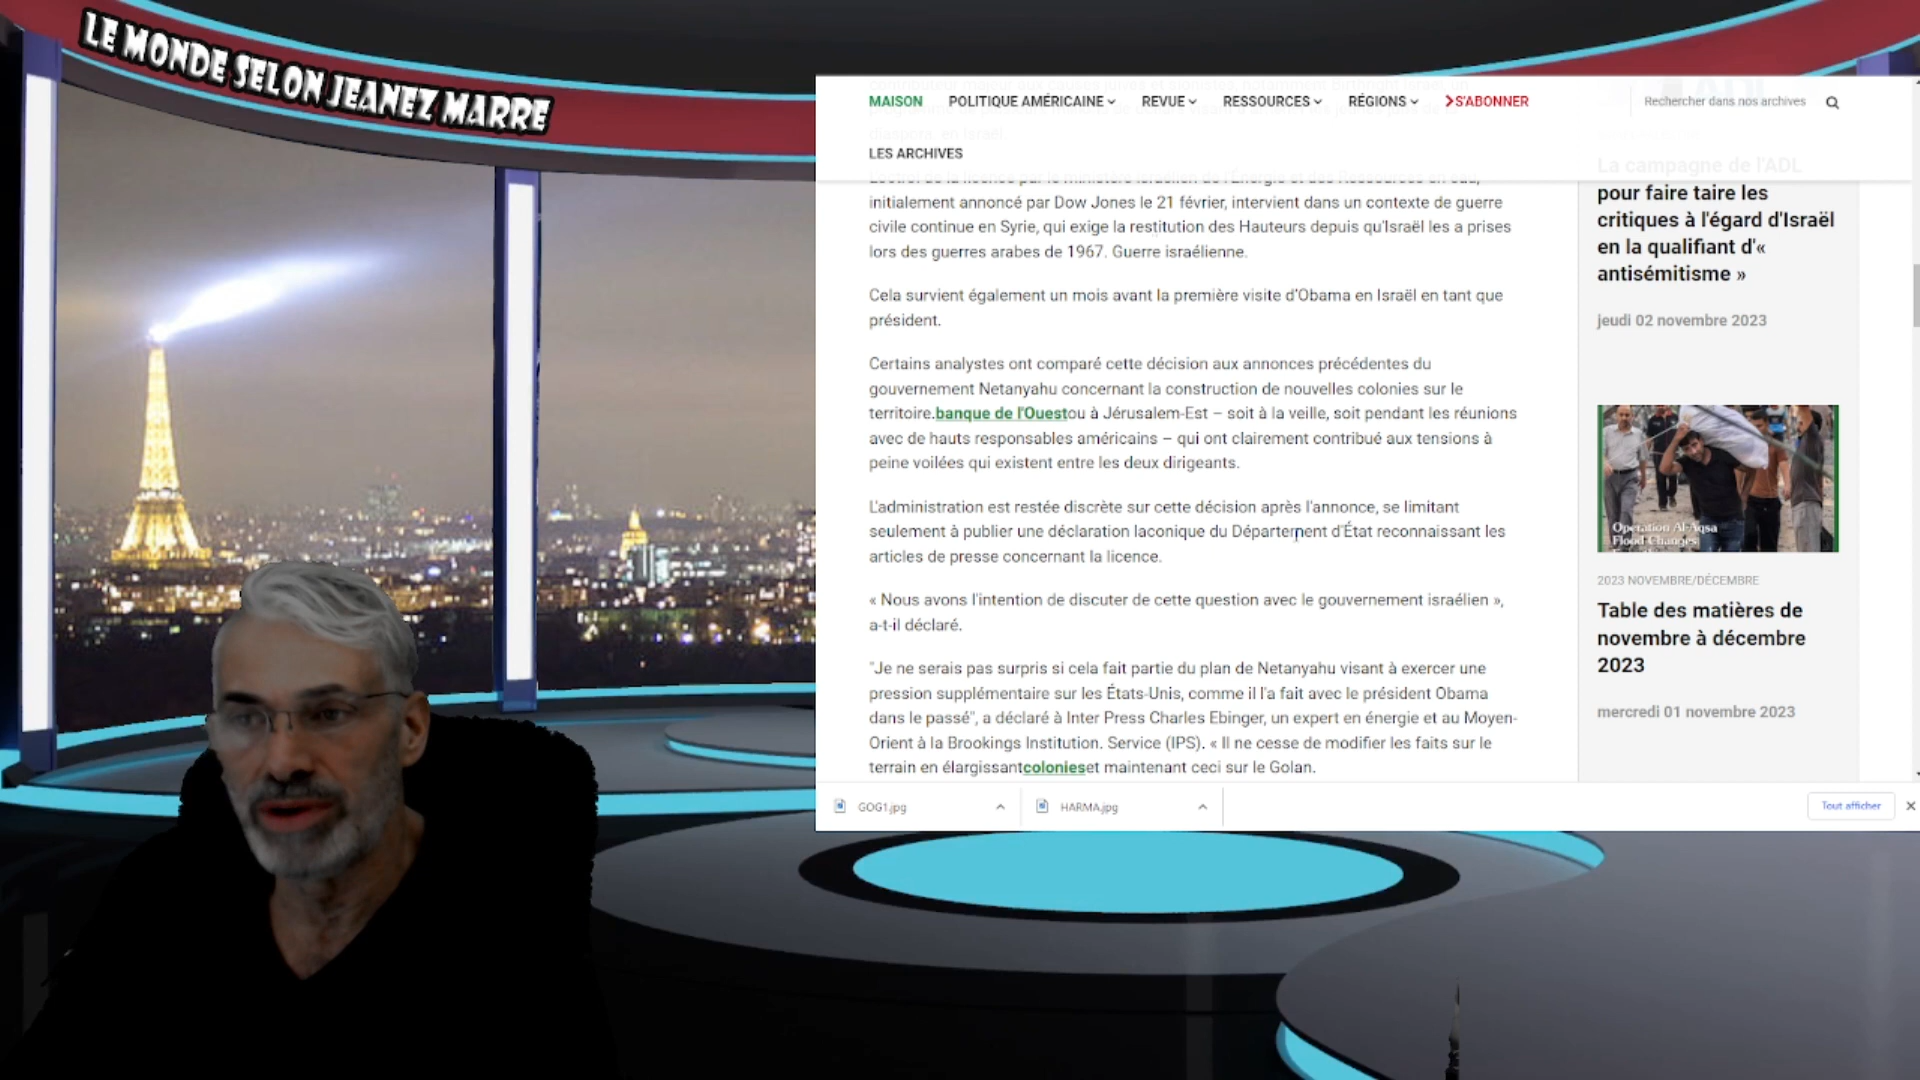 LE MONDE SELON JEANEZ MARRE
MAISON POLITIQUE AMÉRICAINE REVUE RESSOURCES RÉGIONS S'ABONNER Rechercher dans nos archives
LES ARCHIVES
initialement annoncé par Dow Jones le 21 février, intervient dans un contexte de guerre
civile continue en Syrie, qui exige la restitution des Hauteurs depuis qu'Israël les a prises
lors des guerres arabes de 1967. Guerre israélienne.
Cela survient également un mois avant la première visite d'Obama en Israël en tant que
président.
Certains analystes ont comparé cette décision aux annonces précédentes du
gouvernement Netanyahu concernant la construction de nouvelles colonies sur le
territoire.banque de l'Ouestou à Jérusalem-Est – soit à la veille, soit pendant les réunions
avec de hauts responsables américains – qui ont clairement contribué aux tensions à
peine voilées qui existent entre les deux dirigeants.
L'administration est restée discrète sur cette décision après l'annonce, se limitant
seulement à publier une déclaration laconique du Département d'État reconnaissant les
articles de presse concernant la licence.
« Nous avons l'intention de discuter de cette question avec le gouvernement israélien »,
a-t-il déclaré.
"Je ne serais pas surpris si cela fait partie du plan de Netanyahu visant à exercer une
pression supplémentaire sur les États-Unis, comme il l'a fait avec le président Obama
dans le passé", a déclaré à Inter Press Charles Ebinger, un expert en énergie et au Moyen-
Orient à la Brookings Institution. Service (IPS). « Il ne cesse de modifier les faits sur le
terrain en élargissantcolonieset maintenant ceci sur le Golan.
La campagne de l'ADL
pour faire taire les
critiques à l'égard d'Israël
en la qualifiant d'«
antisémitisme »
jeudi 02 novembre 2023
Operation Al-Aqsa
Flood Changes
2023 NOVEMBRE/DÉCEMBRE
Table des matières de
novembre à décembre
2023
mercredi 01 novembre 2023
GOG1.jpg HARMA.jpg Tout afficher